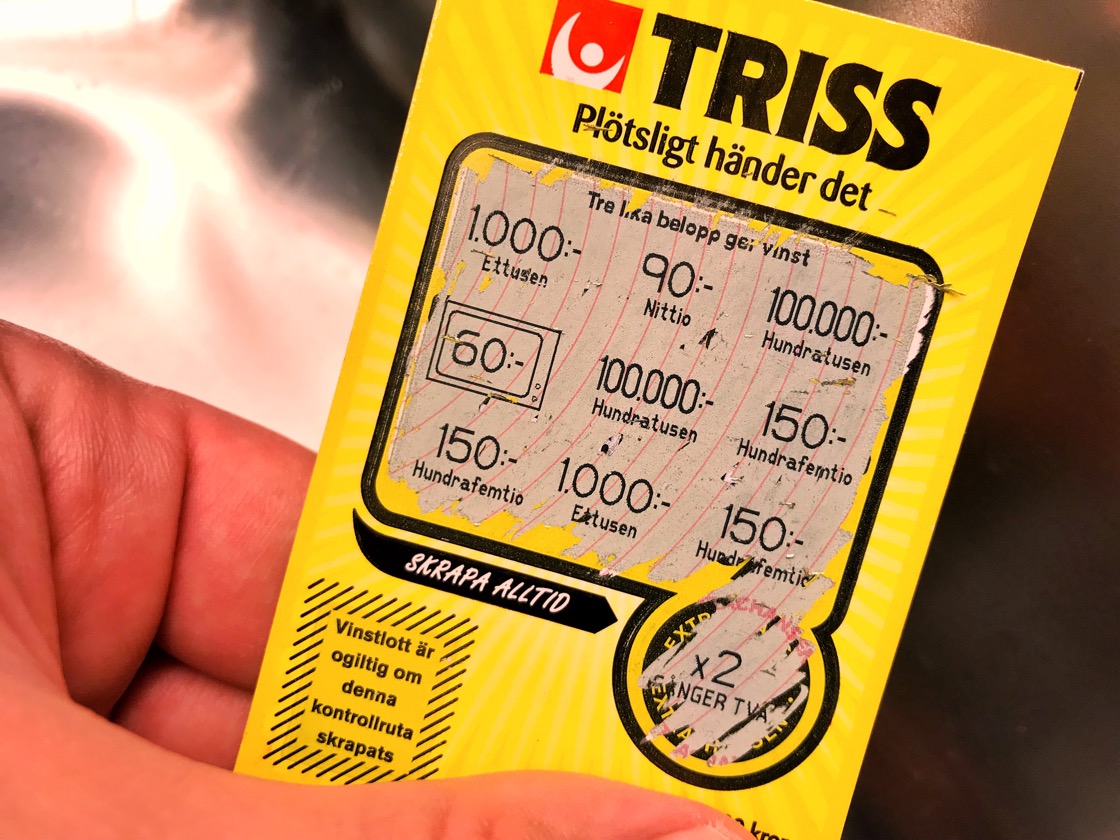 TRISS
Plötsligt händer det
Tre lika belopp ger vinst
1.000:- 90:- 100.000:-
Ettusen Nittio Hundratusen
60:- 100.000:- 150:-
Hundratusen Hundrafemtio
150:- 1.000:- 150:-
Hundrafemtio Ettusen Hundrafemtio
SKRAPA ALLTID
x2
GÅNGER TVÅ
Vinstlott är
ogiltig om
denna
kontrollruta
skrapats